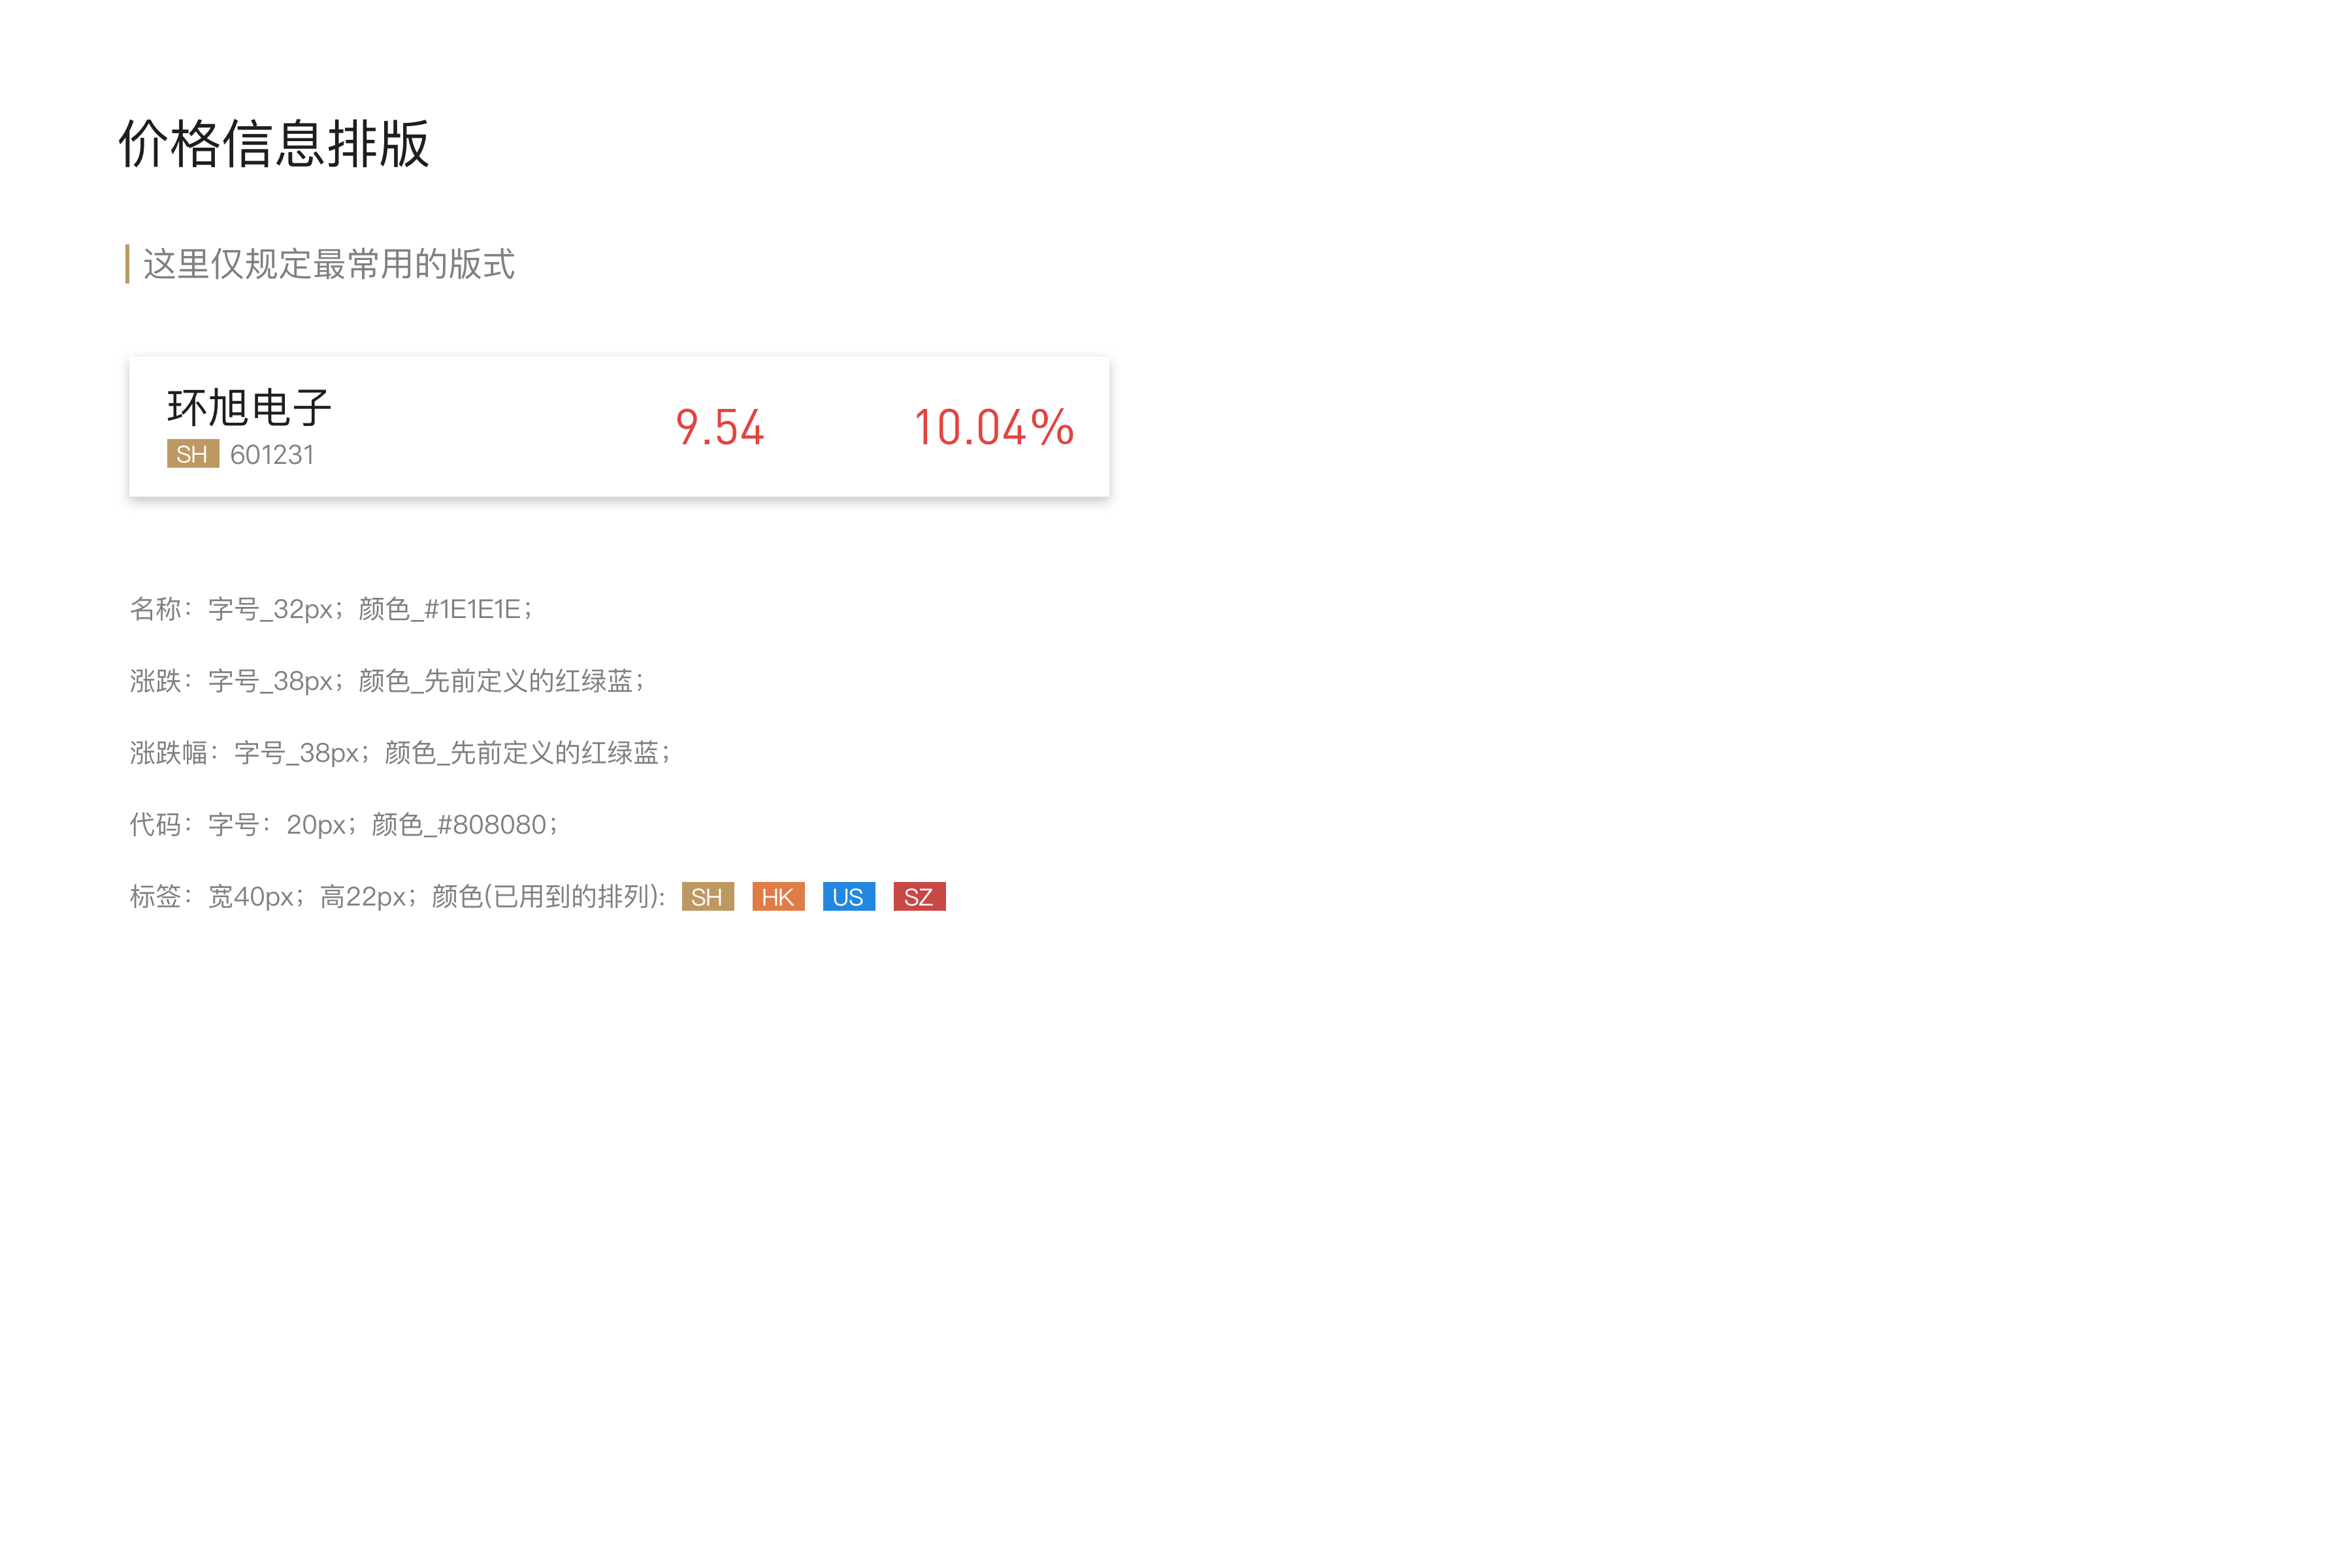 价格信息排版
这里仅规定最常用的版式
环旭电子
SH 601231
9.54
10.04%
名称：字号_32px；颜色_#1E1E1E；
涨跌：字号_38px；颜色_先前定义的红绿蓝；
涨跌幅：字号_38px；颜色_先前定义的红绿蓝；
代码：字号：20px；颜色_#808080；
标签：宽40px；高22px；颜色(已用到的排列)： SH HK US SZ